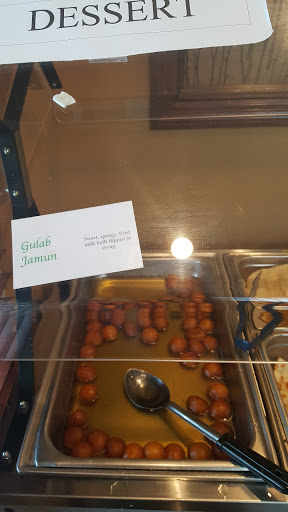 DESSERT
Gulab
Jamun
Sweet, spongy, fried
milk balls dipped in
syrup